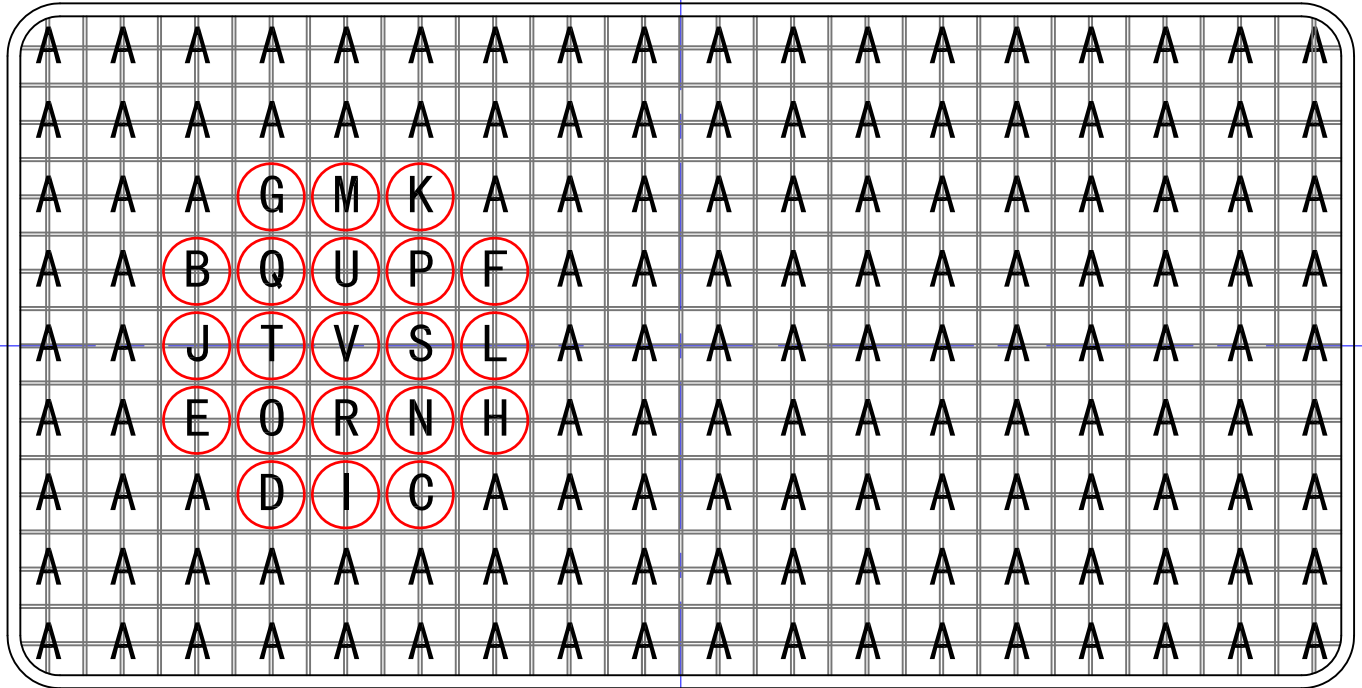 A A A A A A A A A A A A A A A A A A
A A A A A A A A A A A A A A A A A A
A A A G M K A A A A A A A A A A A A
A A B Q U P F A A A A A A A A A A A
A A J T V S L A A A A A A A A A A A
A A E O R N H A A A A A A A A A A A
A A A D I C A A A A A A A A A A A A
A A A A A A A A A A A A A A A A A A
A A A A A A A A A A A A A A A A A A